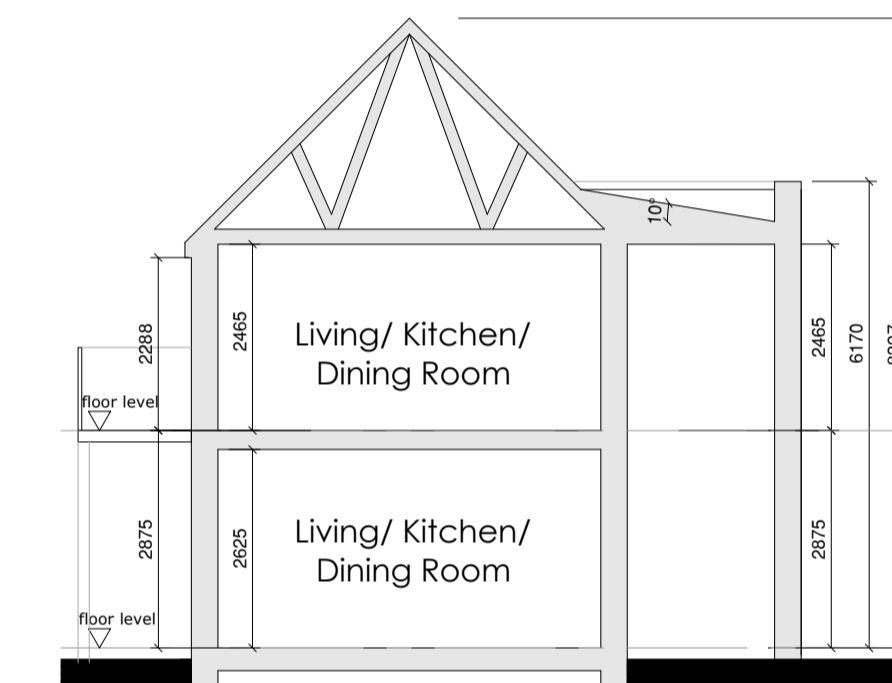 10°
2288
2465
Living/ Kitchen/
Dining Room
2465
6170
floor level
2875
2625
Living/ Kitchen/
Dining Room
2875
floor level